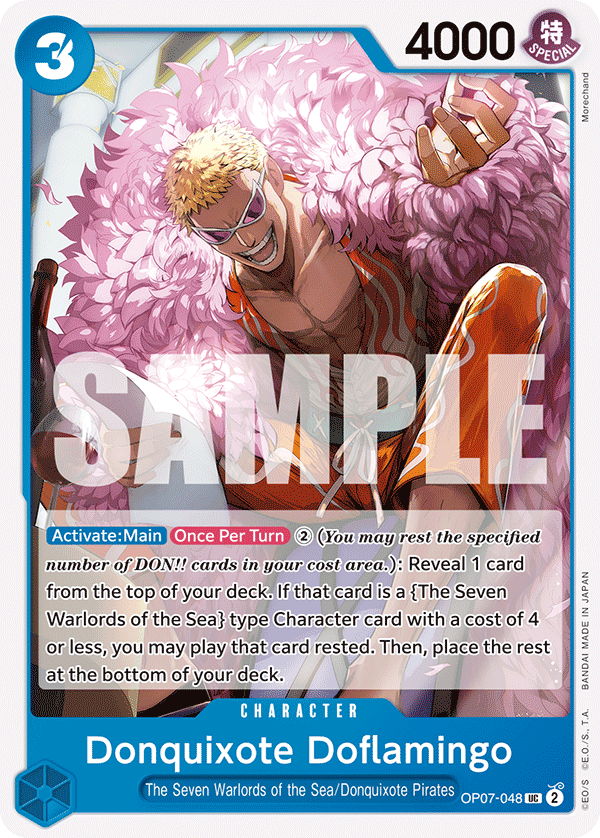 3
4000
特
SPECIAL
Morechand
SAMPLE
Activate:Main Once Per Turn ② (You may rest the specified
number of DON!! cards in your cost area.): Reveal 1 card
from the top of your deck. If that card is a {The Seven
Warlords of the Sea} type Character card with a cost of 4
or less, you may play that card rested. Then, place the rest
at the bottom of your deck.
CHARACTER
Donquixote Doflamingo
The Seven Warlords of the Sea/Donquixote Pirates
OP07-048 UC 2
©EO/S ©E.O./S., T.A. BANDAI MADE IN JAPAN